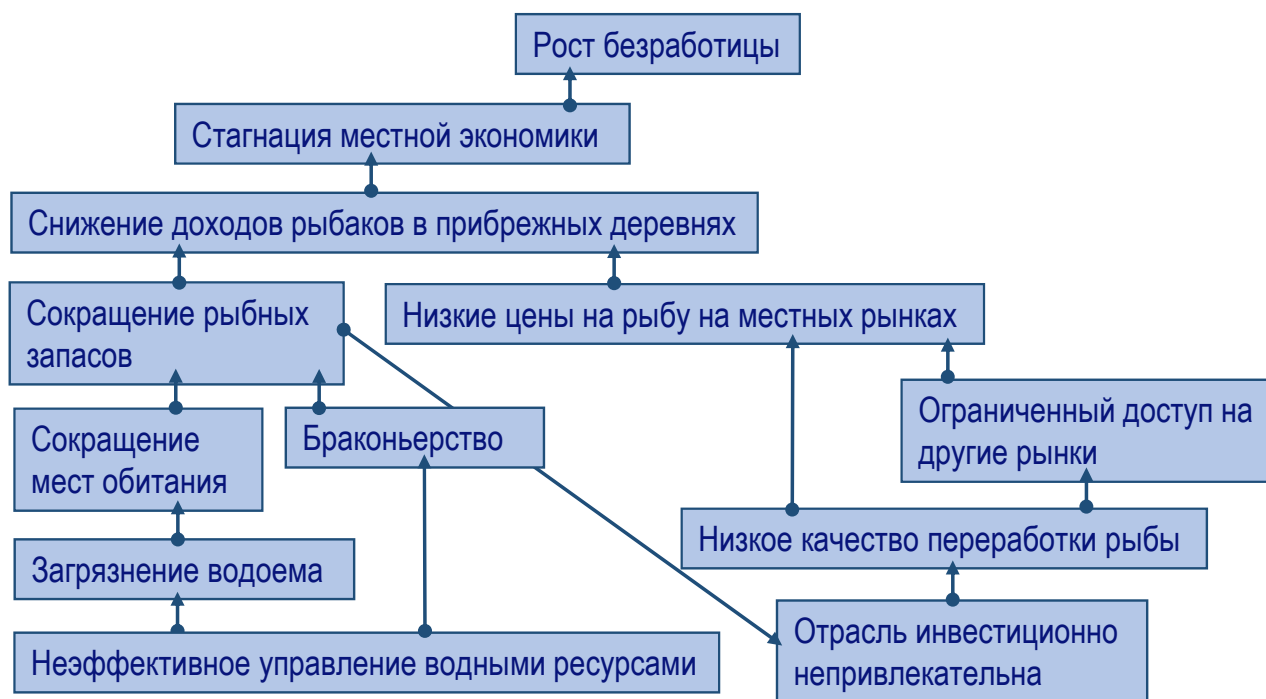 Рост безработицы
Стагнация местной экономики
Снижение доходов рыбаков в прибрежных деревнях
Сокращение рыбных
запасов
Низкие цены на рыбу на местных рынках
Ограниченный доступ на
другие рынки
Сокращение
мест обитания
Браконьерство
Низкое качество переработки рыбы
Загрязнение водоема
Отрасль инвестиционно
непривлекательна
Неэффективное управление водными ресурсами